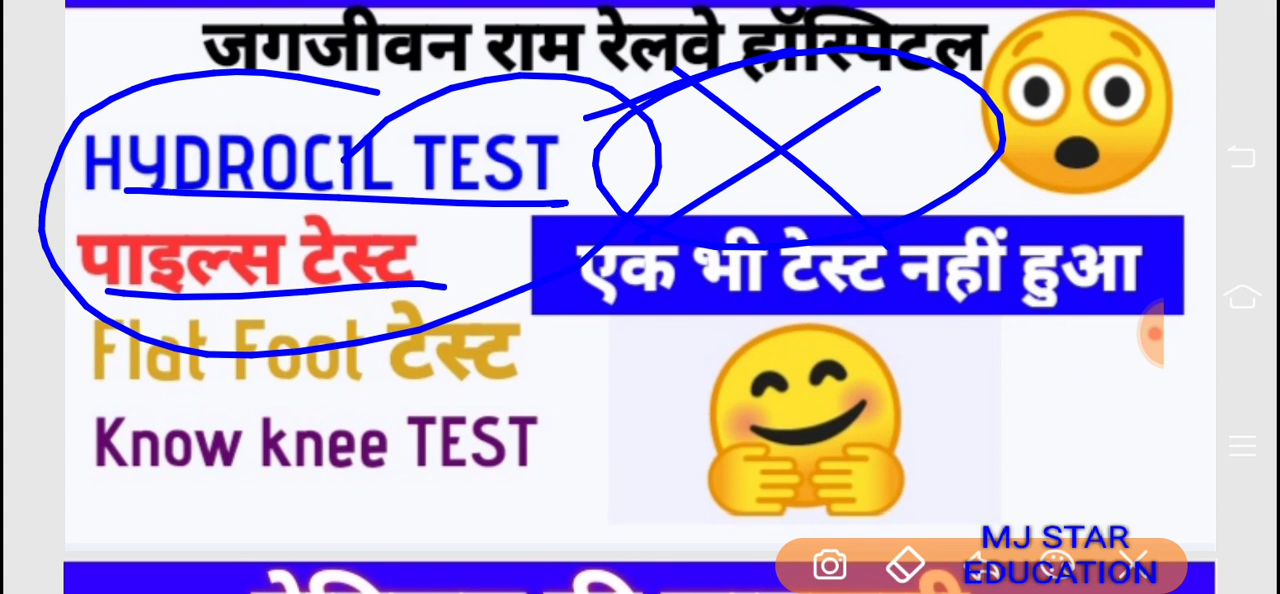 जगजीवन राम रेलवे हॉस्पिटल
HYDROCIL TEST
पाइल्स टेस्ट
एक भी टेस्ट नहीं हुआ
Flat Foot टेस्ट
Know knee TEST
MJ STAR
EDUCATION